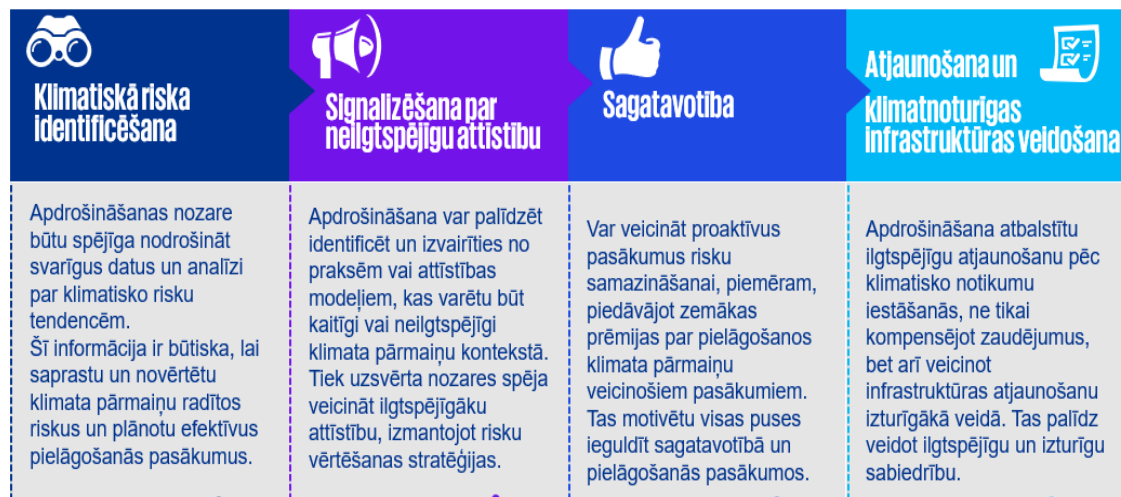 Klimatiskā riska
identificēšana
Signalizēšana par
neilgtspējīgu attīstību
Sagatavotība
Atjaunošana un
klimatnoturīgas
infrastruktūras veidošana
Apdrošināšanas nozare
būtu spējīga nodrošināt
svarīgus datus un analīzi
par klimatisko risku
tendencēm.
Šī informācija ir būtiska, lai
saprastu un novērtētu
klimata pārmaiņu radītos
riskus un plānotu efektīvus
pielāgošanās pasākumus.
Apdrošināšana var palīdzēt
identificēt un izvairīties no
praksēm vai attīstības
modeļiem, kas varētu būt
kaitīgi vai neilgtspējīgi
klimata pārmaiņu kontekstā.
Tiek uzsvērta nozares spēja
veicināt ilgtspējīgāku
attīstību, izmantojot risku
vērtēšanas stratēģijas.
Var veicināt proaktīvus
pasākumus risku
samazināšanai, piemēram,
piedāvājot zemākas
prēmijas par pielāgošanos
klimata pārmaiņu
veicinošiem pasākumiem.
Tas motivētu visas puses
ieguldīt sagatavotībā un
pielāgošanās pasākumos.
Apdrošināšana atbalstītu
ilgtspējīgu atjaunošanu pēc
klimatisko notikumu
iestāšanās, ne tikai
kompensējot zaudējumus,
bet arī veicinot
infrastruktūras atjaunošanu
izturīgākā veidā. Tas palīdz
veidot ilgtspējīgu un izturīgu
sabiedrību.